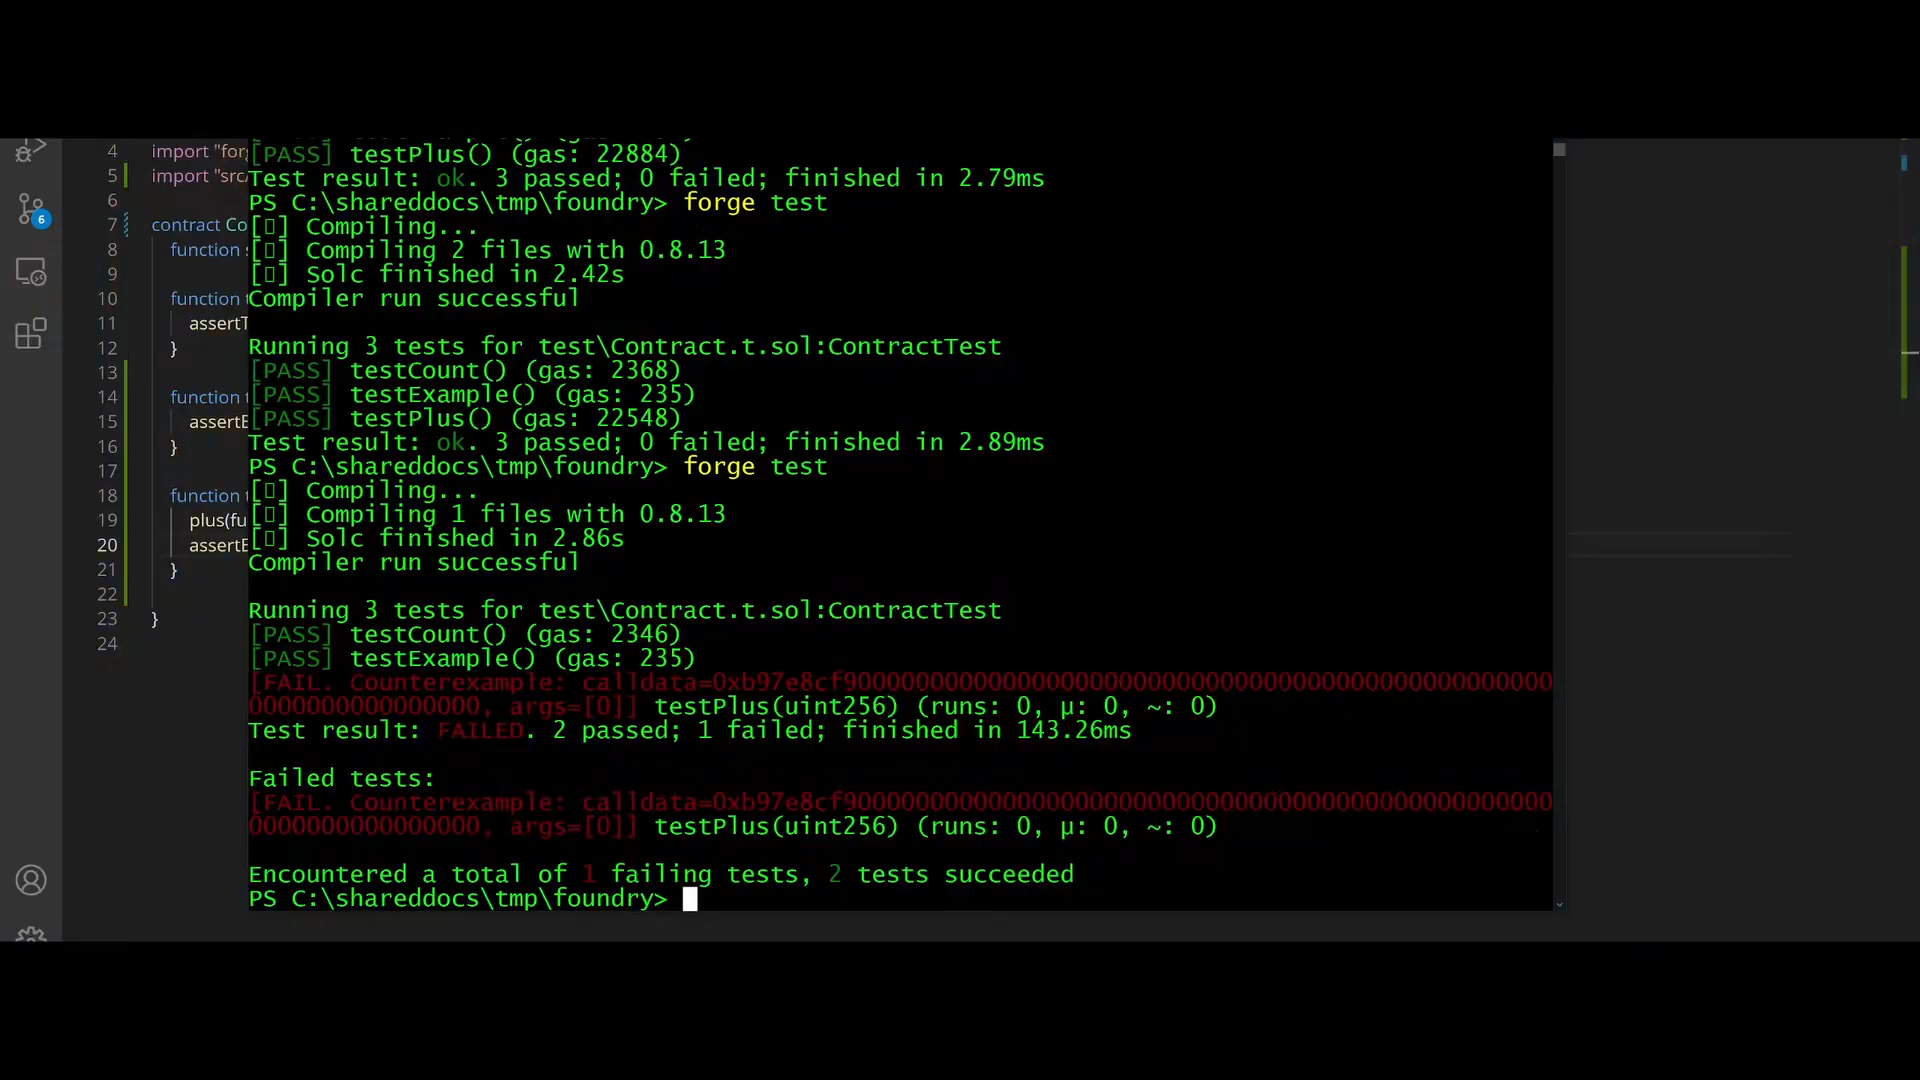 [PASS] testPlus() (gas: 22884)
Test result: ok. 3 passed; 0 failed; finished in 2.79ms
PS C:\shareddocs\tmp\foundry> forge test
[▯] Compiling...
[▯] Compiling 2 files with 0.8.13
[▯] Solc finished in 2.42s
Compiler run successful
Running 3 tests for test\Contract.t.sol:ContractTest
[PASS] testCount() (gas: 2368)
[PASS] testExample() (gas: 235)
[PASS] testPlus() (gas: 22548)
Test result: ok. 3 passed; 0 failed; finished in 2.89ms
PS C:\shareddocs\tmp\foundry> forge test
[▯] Compiling...
[▯] Compiling 1 files with 0.8.13
[▯] Solc finished in 2.86s
Compiler run successful
Running 3 tests for test\Contract.t.sol:ContractTest
[PASS] testCount() (gas: 2346)
[PASS] testExample() (gas: 235)
[FAIL. Counterexample: calldata=0xb97e8cf9000000000000000000000000000000000000000000000000
0000000000000000, args=[0]] testPlus(uint256) (runs: 0, μ: 0, ~: 0)
Test result: FAILED. 2 passed; 1 failed; finished in 143.26ms
Failed tests:
[FAIL. Counterexample: calldata=0xb97e8cf9000000000000000000000000000000000000000000000000
0000000000000000, args=[0]] testPlus(uint256) (runs: 0, μ: 0, ~: 0)
Encountered a total of 1 failing tests, 2 tests succeeded
PS C:\shareddocs\tmp\foundry>
4 import "for
5 import "src/
6
7 contract Co
8 function s
9
10 function t
11 assertT
12 }
13
14 function t
15 assertE
16 }
17
18 function t
19 plus(fu
20 assertE
21 }
22
23 }
24
6